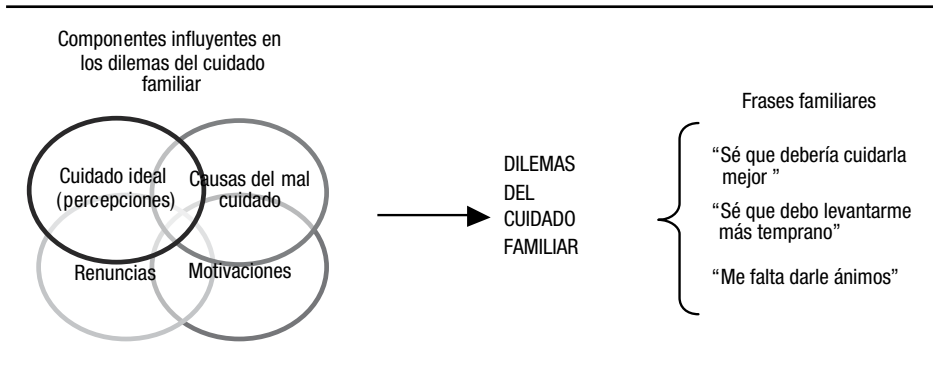 Componentes influyentes en
los dilemas del cuidado
familiar
Cuidado ideal
(percepciones)
Causas del mal
cuidado
Renuncias
Motivaciones
DILEMAS
DEL
CUIDADO
FAMILIAR
Frases familiares
“Sé que debería cuidarla
mejor ”
“Sé que debo levantarme
más temprano”
“Me falta darle ánimos”